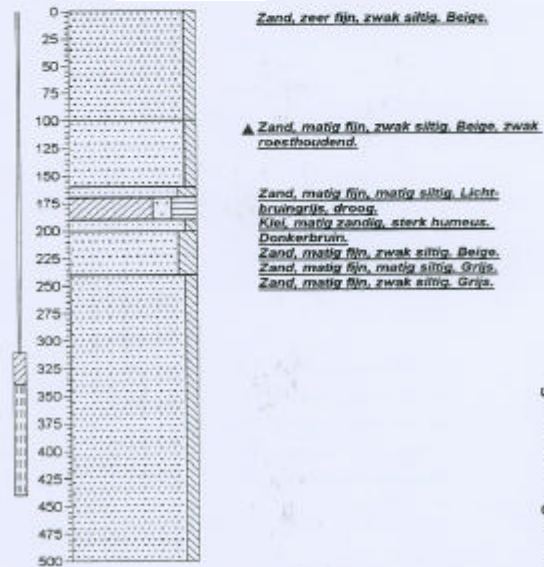 0
Zand, zeer fijn, zwak siltig. Beige.
25
50
75
100
Zand, matig fijn, zwak siltig. Beige, zwak
125
roesthoudend.
150
Zand, matig fijn, matig siltig. Licht-
175
bruingrijs, droog.
Klei, matig zandig, sterk humeus.
200
Donkerbruin.
Zand, matig fijn, zwak siltig. Beige.
225
Zand, matig fijn, matig siltig. Grijs.
250
Zand, matig fijn, zwak siltig. Grijs.
275
300
325
350
375
400
425
450
475
500